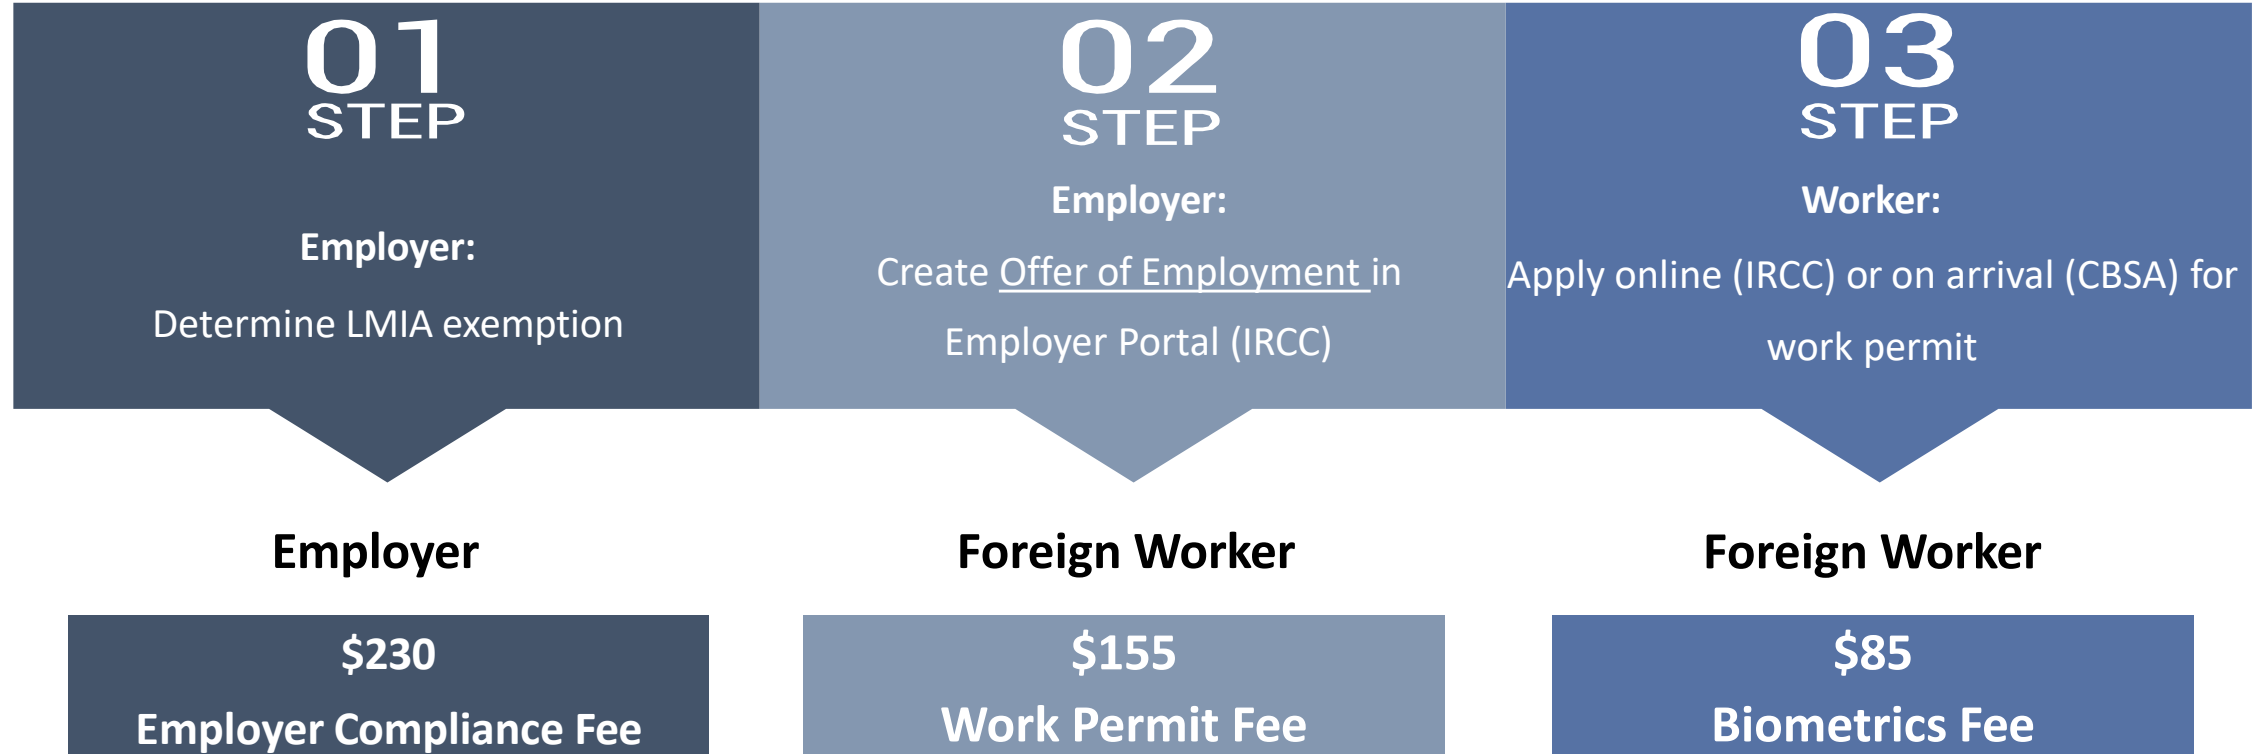 01
STEP
Employer:
Determine LMIA exemption
02
STEP
Employer:
Create Offer of Employment in
Employer Portal (IRCC)
03
STEP
Worker:
Apply online (IRCC) or on arrival (CBSA) for
work permit
Employer
$230
Employer Compliance Fee
Foreign Worker
$155
Work Permit Fee
Foreign Worker
$85
Biometrics Fee